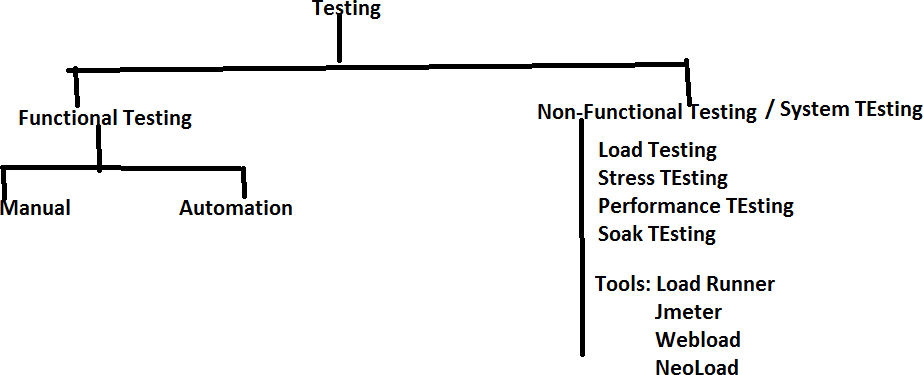 Testing
Functional Testing
Non-Functional Testing / System TEsting
Manual
Automation
Load Testing
Stress TEsting
Performance TEsting
Soak TEsting
Tools: Load Runner
Jmeter
Webload
NeoLoad